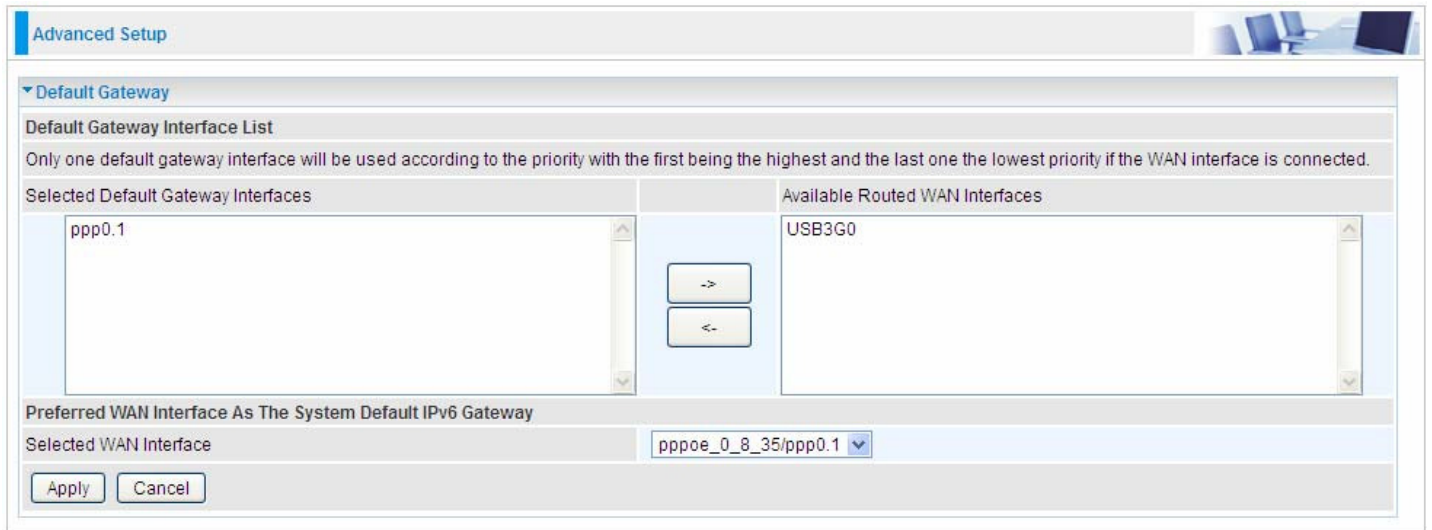 Advanced Setup
Default Gateway
Default Gateway Interface List
Only one default gateway interface will be used according to the priority with the first being the highest and the last one the lowest priority if the WAN interface is connected.
Selected Default Gateway Interfaces
Available Routed WAN Interfaces
ppp0.1
USB3G0
->
<-
Preferred WAN Interface As The System Default IPv6 Gateway
Selected WAN Interface
pppoe_0_8_35/ppp0.1
Apply
Cancel